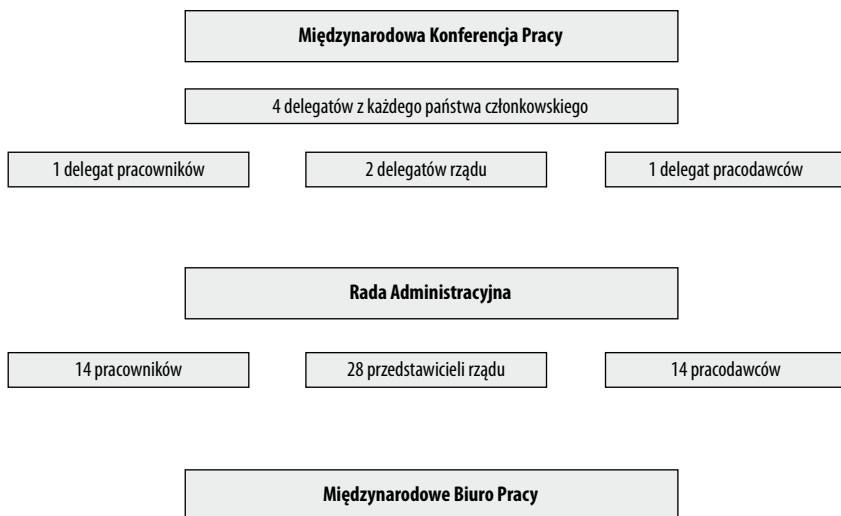 Międzynarodowa Konferencja Pracy
4 delegatów z każdego państwa członkowskiego
1 delegat pracowników
2 delegatów rządu
1 delegat pracodawców
Rada Administracyjna
14 pracowników
28 przedstawicieli rządu
14 pracodawców
Międzynarodowe Biuro Pracy